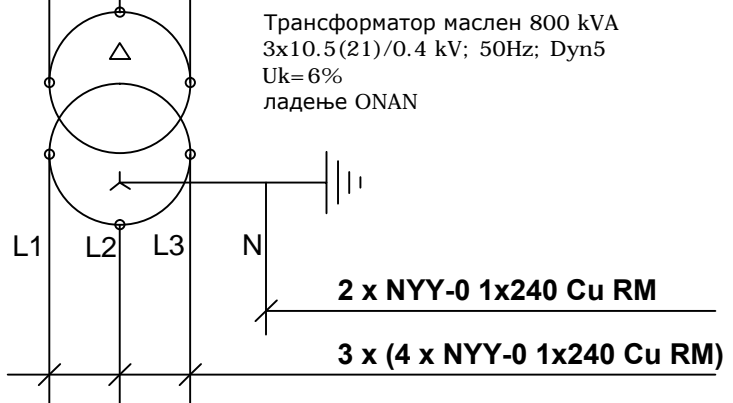 Трансформатор маслен 800 kVA
3x10.5(21)/0.4 kV; 50Hz; Dyn5
Uk=6%
ладење ONAN
L1 L2 L3 N
2 x NYY-0 1x240 Cu RM
3 x (4 x NYY-0 1x240 Cu RM)